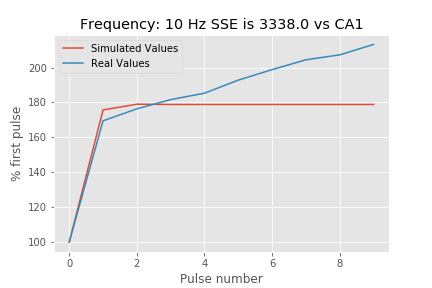 Frequency: 10 Hz SSE is 3338.0 vs CA1
Simulated Values
Real Values
200
180
160
140
120
100
% first pulse
0 2 4 6 8
Pulse number